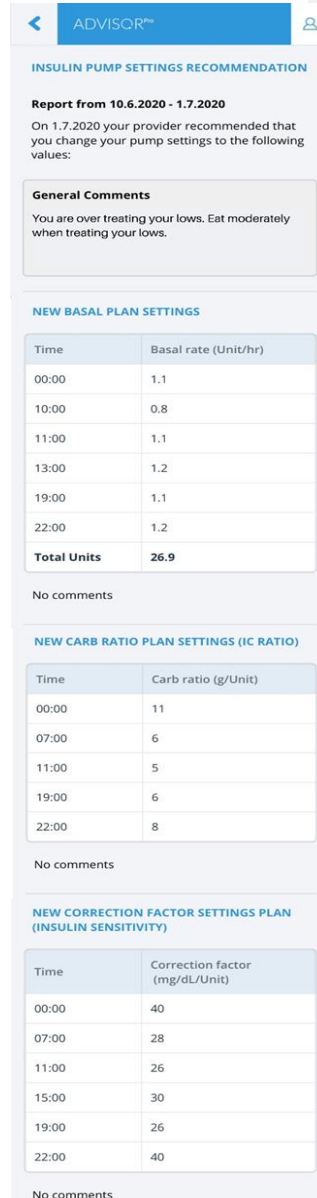 ADVISOR Pro
INSULIN PUMP SETTINGS RECOMMENDATION
Report from 10.6.2020 - 1.7.2020
On 1.7.2020 your provider recommended that
you change your pump settings to the following
values:
General Comments
You are over treating your lows. Eat moderately
when treating your lows.
NEW BASAL PLAN SETTINGS
Time Basal rate (Unit/hr)
00:00 1.1
10:00 0.8
11:00 1.1
13:00 1.2
19:00 1.1
22:00 1.2
Total Units 26.9
No comments
NEW CARB RATIO PLAN SETTINGS (IC RATIO)
Time Carb ratio (g/Unit)
00:00 11
07:00 6
11:00 5
19:00 6
22:00 8
No comments
NEW CORRECTION FACTOR SETTINGS PLAN
(INSULIN SENSITIVITY)
Time Correction factor
(mg/dL/Unit)
00:00 40
07:00 28
11:00 26
15:00 30
19:00 26
22:00 40
No comments